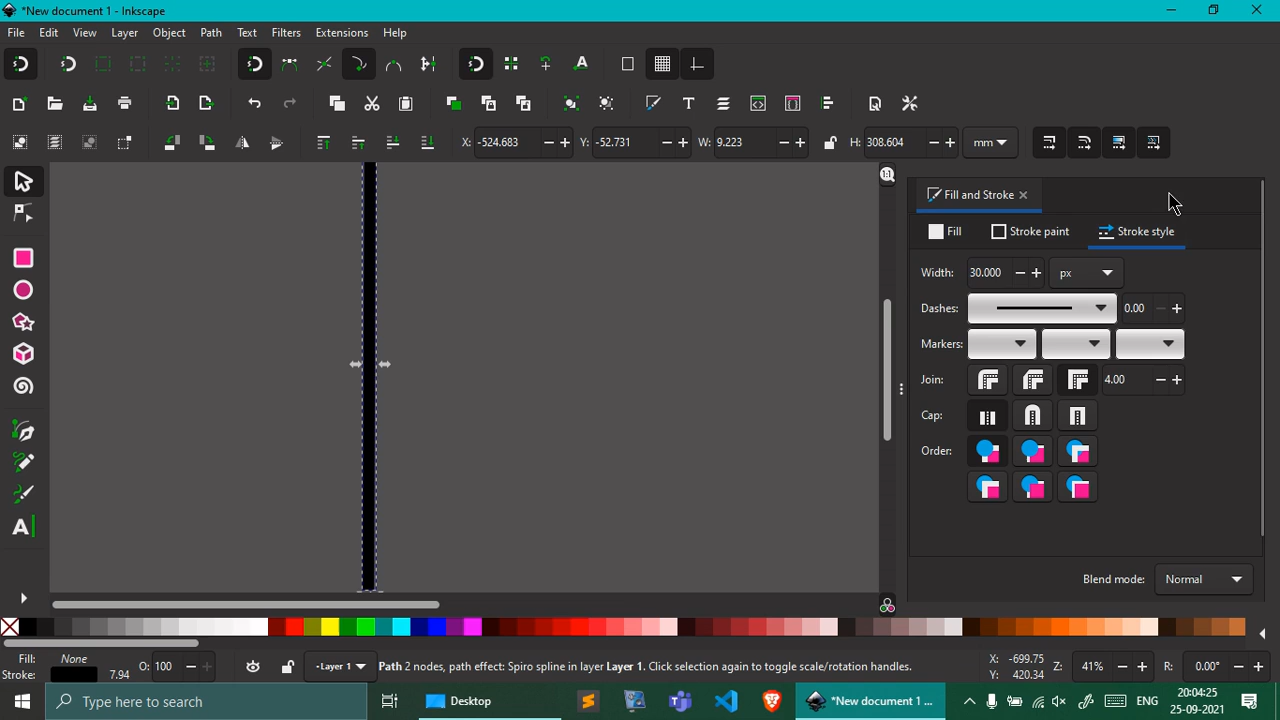 *New document 1 - Inkscape
File Edit View Layer Object Path Text Filters Extensions Help
X: -524.683 Y: -52.731 W: 9.223 H: 308.604 mm
1:1
Fill and Stroke
Fill Stroke paint Stroke style
Width: 30.000 px
Dashes: 0.00
Markers:
Join: 4.00
Cap:
Order:
Blend mode: Normal
Fill: None
Stroke: 7.94
O: 100
-Layer 1
Path 2 nodes, path effect: Spiro spline in layer Layer 1. Click selection again to toggle scale/rotation handles.
X: -699.75
Y: 420.34
Z: 41% R: 0.00°
Type here to search
Desktop
*New document 1 ...
ENG
20:04:25
25-09-2021